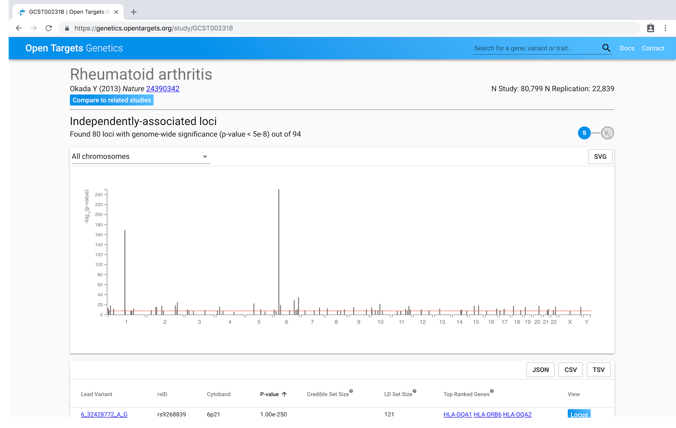 GCST002318 | Open Targets G
https://genetics.opentargets.org/study/GCST002318
Open Targets Genetics
Search for a gene, variant or trait...
Docs Contact
Rheumatoid arthritis
Okada Y (2013) Nature 24390342
N Study: 80,799 N Replication: 22,839
Compare to related studies
Independently-associated loci
Found 80 loci with genome-wide significance (p-value < 5e-8) out of 94
S
All chromosomes
SVG
-log₁₀(p-value)
240
220
200
180
160
140
120
100
80
60
40
20
0
1 2 3 4 5 6 7 8 9 10 11 12 13 14 15 16 17 18 19 20 21 22 X Y
JSON CSV TSV
Lead Variant rsID Cytoband P-value Credible Set Size LD Set Size Top Ranked Genes View
6_32428772_A_G rs9268839 6p21 1.00e-250 121 HLA-DQA1 HLA-DRB6 HLA-DQA2 Locus